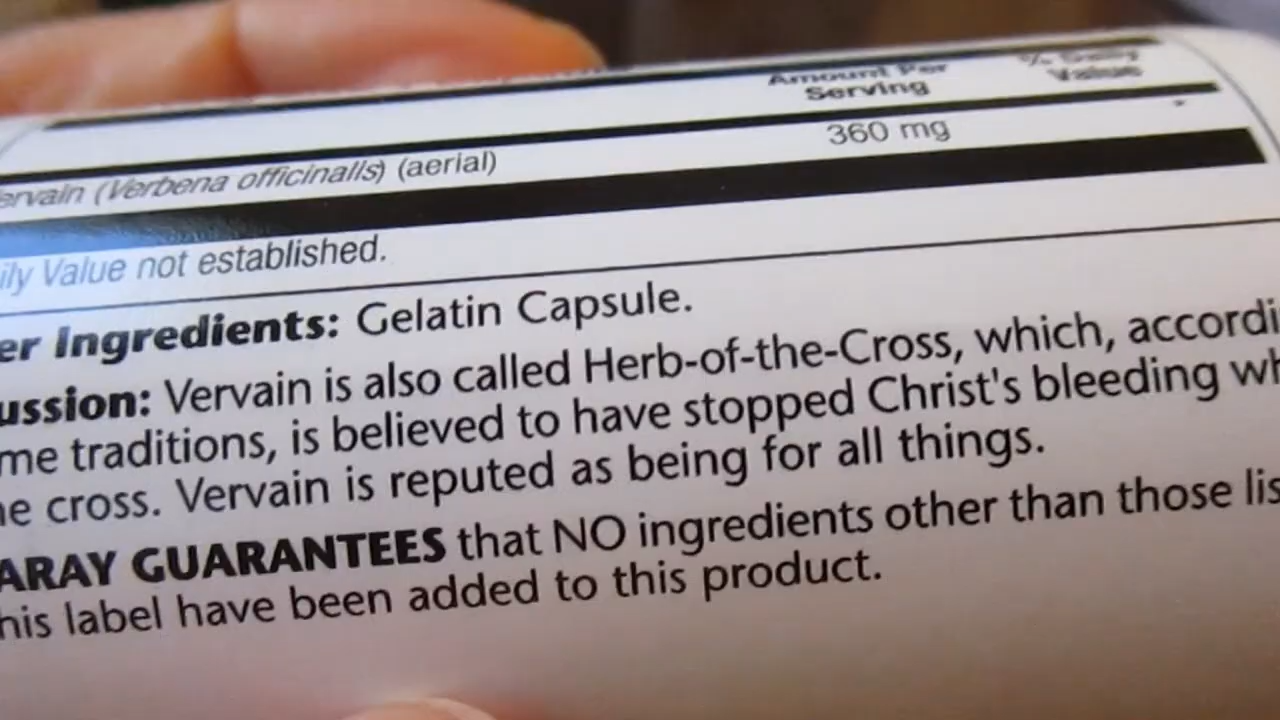 Amount Per % Daily
Serving Value
ervain (Verbena officinalis) (aerial) 360 mg *
ily Value not established.
er Ingredients: Gelatin Capsule.
ussion: Vervain is also called Herb-of-the-Cross, which, accordi
me traditions, is believed to have stopped Christ's bleeding wh
he cross. Vervain is reputed as being for all things.
ARAY GUARANTEES that NO ingredients other than those lis
his label have been added to this product.